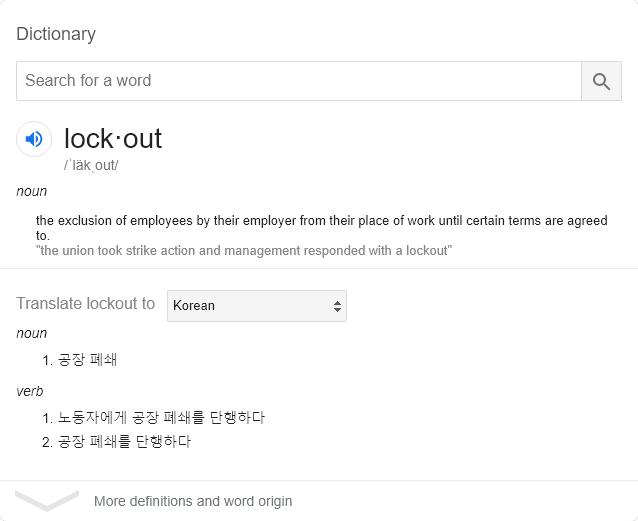 Dictionary
Search for a word
lock·out
/ˈläkˌout/
noun
the exclusion of employees by their employer from their place of work until certain terms are agreed
to.
"the union took strike action and management responded with a lockout"
Translate lockout to Korean
noun
1. 공장 폐쇄
verb
1. 노동자에게 공장 폐쇄를 단행하다
2. 공장 폐쇄를 단행하다
More definitions and word origin